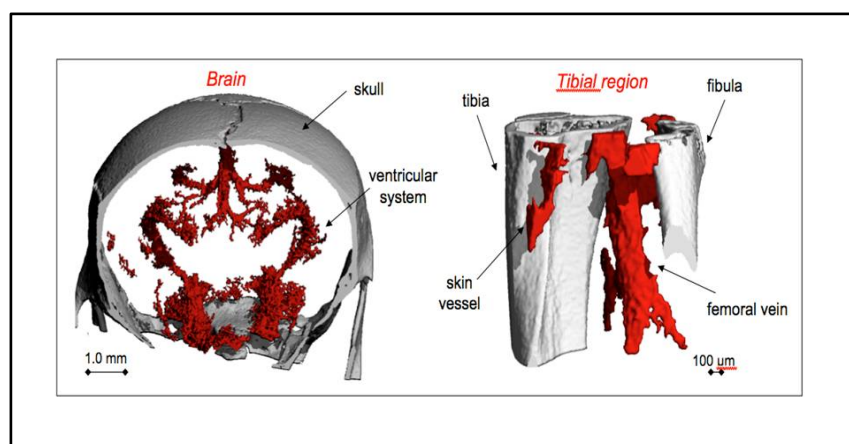 Brain
skull
ventricular
system
1.0 mm
Tibial region
tibia
fibula
skin
vessel
femoral vein
100 um